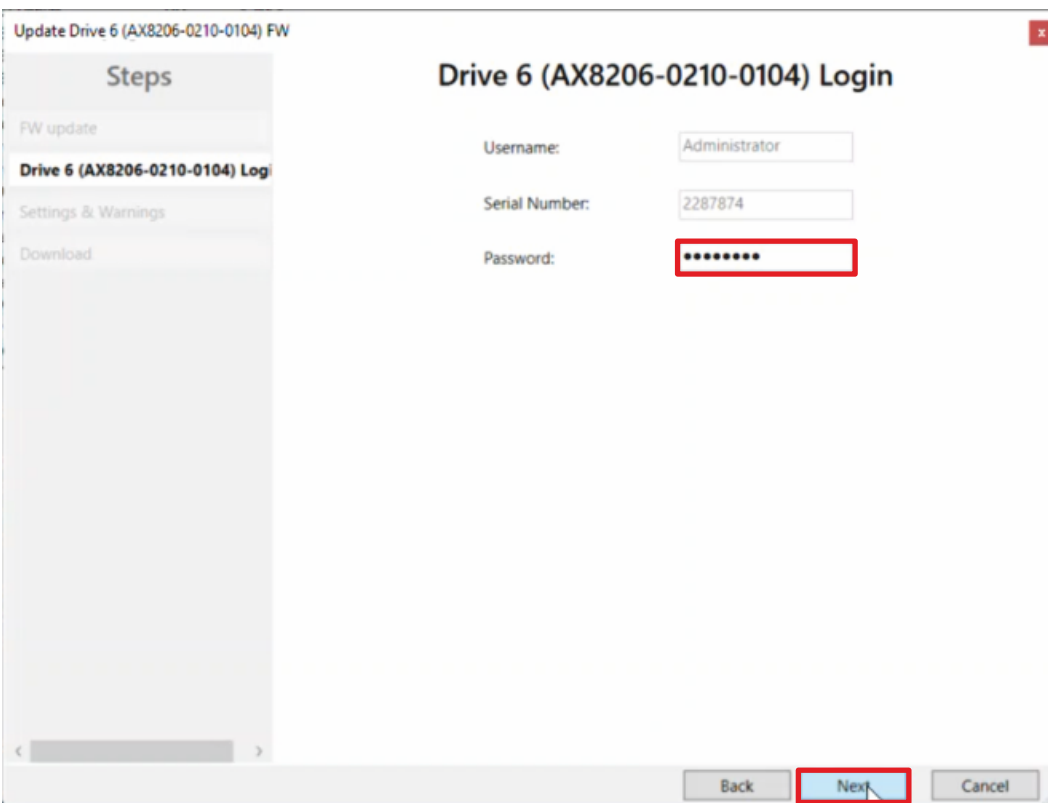 Update Drive 6 (AX8206-0210-0104) FW
x
Steps
FW update
Drive 6 (AX8206-0210-0104) Logi
Settings & Warnings
Download
Drive 6 (AX8206-0210-0104) Login
Username:
Administrator
Serial Number:
2287874
Password:
••••••••
Back
Next
Cancel